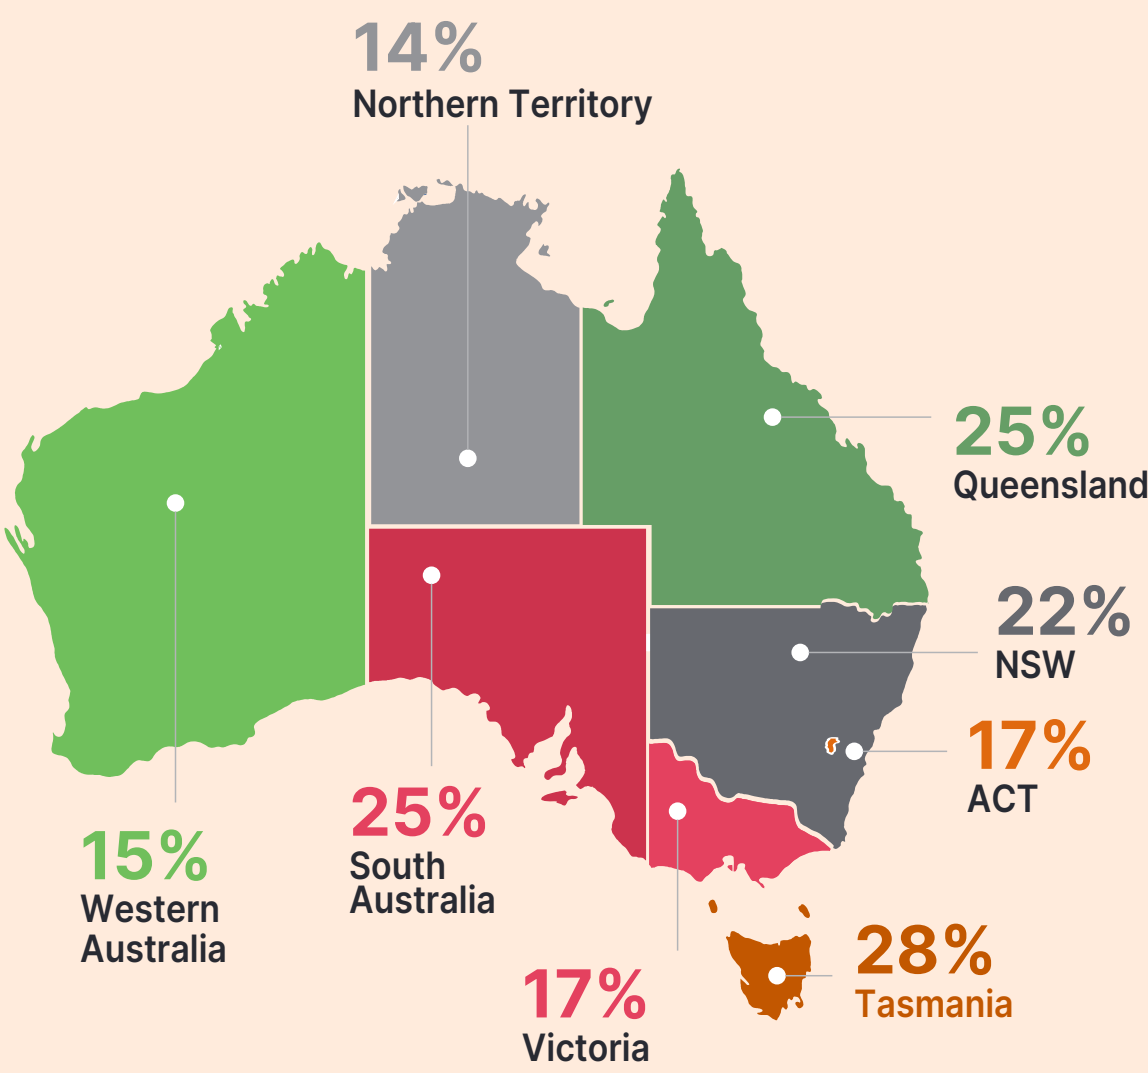 14%
Northern Territory
25%
Queensland
22%
NSW
17%
ACT
25%
South
Australia
15%
Western
Australia
28%
Tasmania
17%
Victoria